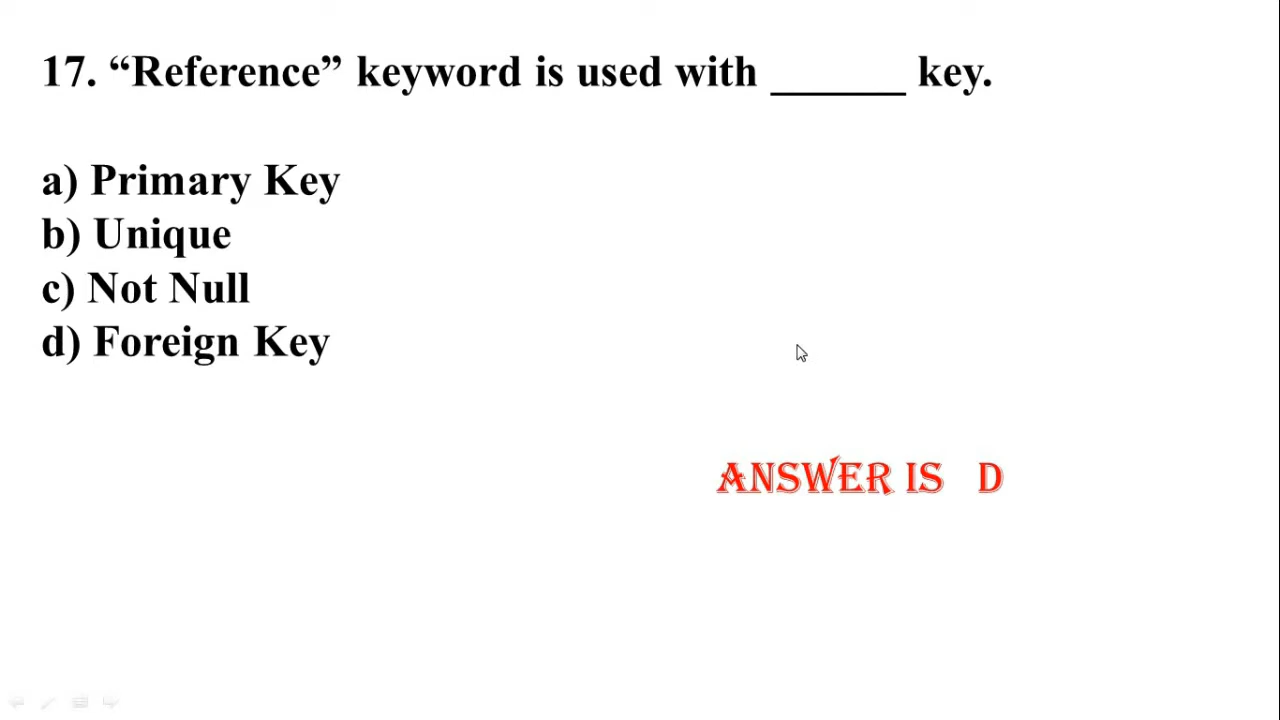 17. “Reference” keyword is used with ______ key.
a) Primary Key
b) Unique
c) Not Null
d) Foreign Key
ANSWER IS D